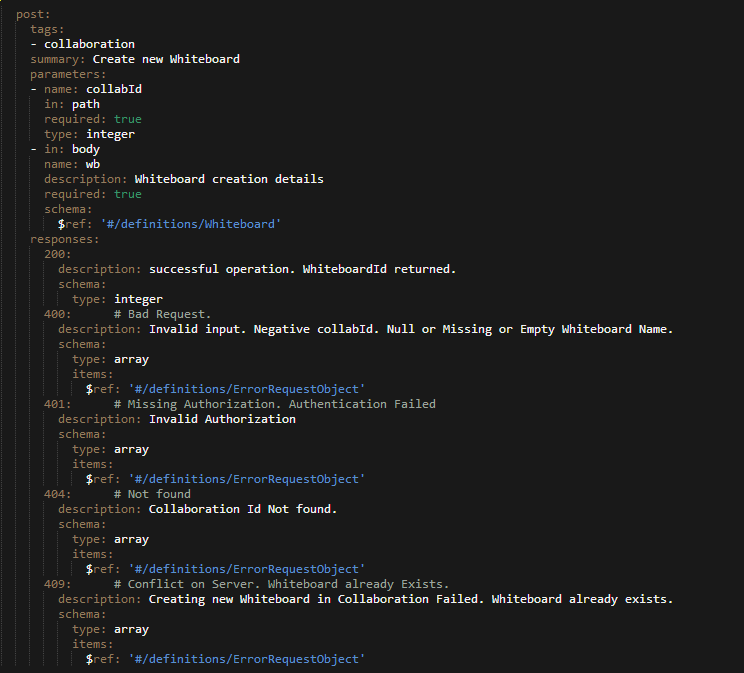 post:
  tags:
  - collaboration
  summary: Create new Whiteboard
  parameters:
  - name: collabId
    in: path
    required: true
    type: integer
  - in: body
    name: wb
    description: Whiteboard creation details
    required: true
    schema:
      $ref: '#/definitions/Whiteboard'
  responses:
    200:
      description: successful operation. WhiteboardId returned.
      schema:
        type: integer
    400:      # Bad Request.
      description: Invalid input. Negative collabId. Null or Missing or Empty Whiteboard Name.
      schema:
        type: array
        items:
          $ref: '#/definitions/ErrorRequestObject'
    401:      # Missing Authorization. Authentication Failed
      description: Invalid Authorization
      schema:
        type: array
        items:
          $ref: '#/definitions/ErrorRequestObject'
    404:      # Not found
      description: Collaboration Id Not found.
      schema:
        type: array
        items:
          $ref: '#/definitions/ErrorRequestObject'
    409:      # Conflict on Server. Whiteboard already Exists.
      description: Creating new Whiteboard in Collaboration Failed. Whiteboard already exists.
      schema:
        type: array
        items:
          $ref: '#/definitions/ErrorRequestObject'